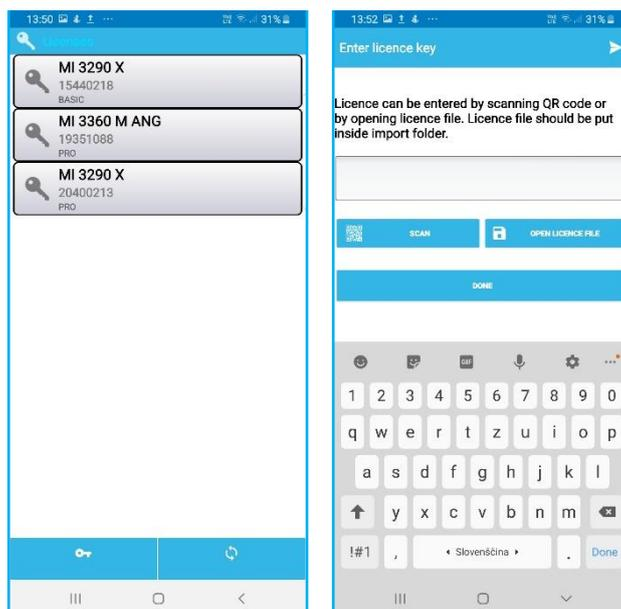 13:50 31%
Licenses
MI 3290 X
15440218
BASIC
MI 3360 M ANG
19351088
PRO
MI 3290 X
20400213
PRO
13:52 31%
Enter licence key
Licence can be entered by scanning QR code or
by opening licence file. Licence file should be put
inside import folder.
SCAN
OPEN LICENCE FILE
DONE
GIF
1 2 3 4 5 6 7 8 9 0
q w e r t z u i o p
a s d f g h j k l
y x c v b n m
!#1 , Slovenščina . Done